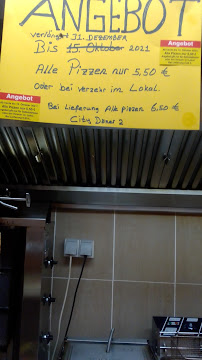 ANGEBOT
verlängert 31. DEZEMBER
Bis 15. Oktober 2021
Alle Pizzen nur 5,50 €
Oder bei verzehr im Lokal.
Bei Lieferung Alle pizzen 6,50 €
City Döner 2
Angebot
Angebot
Angebot